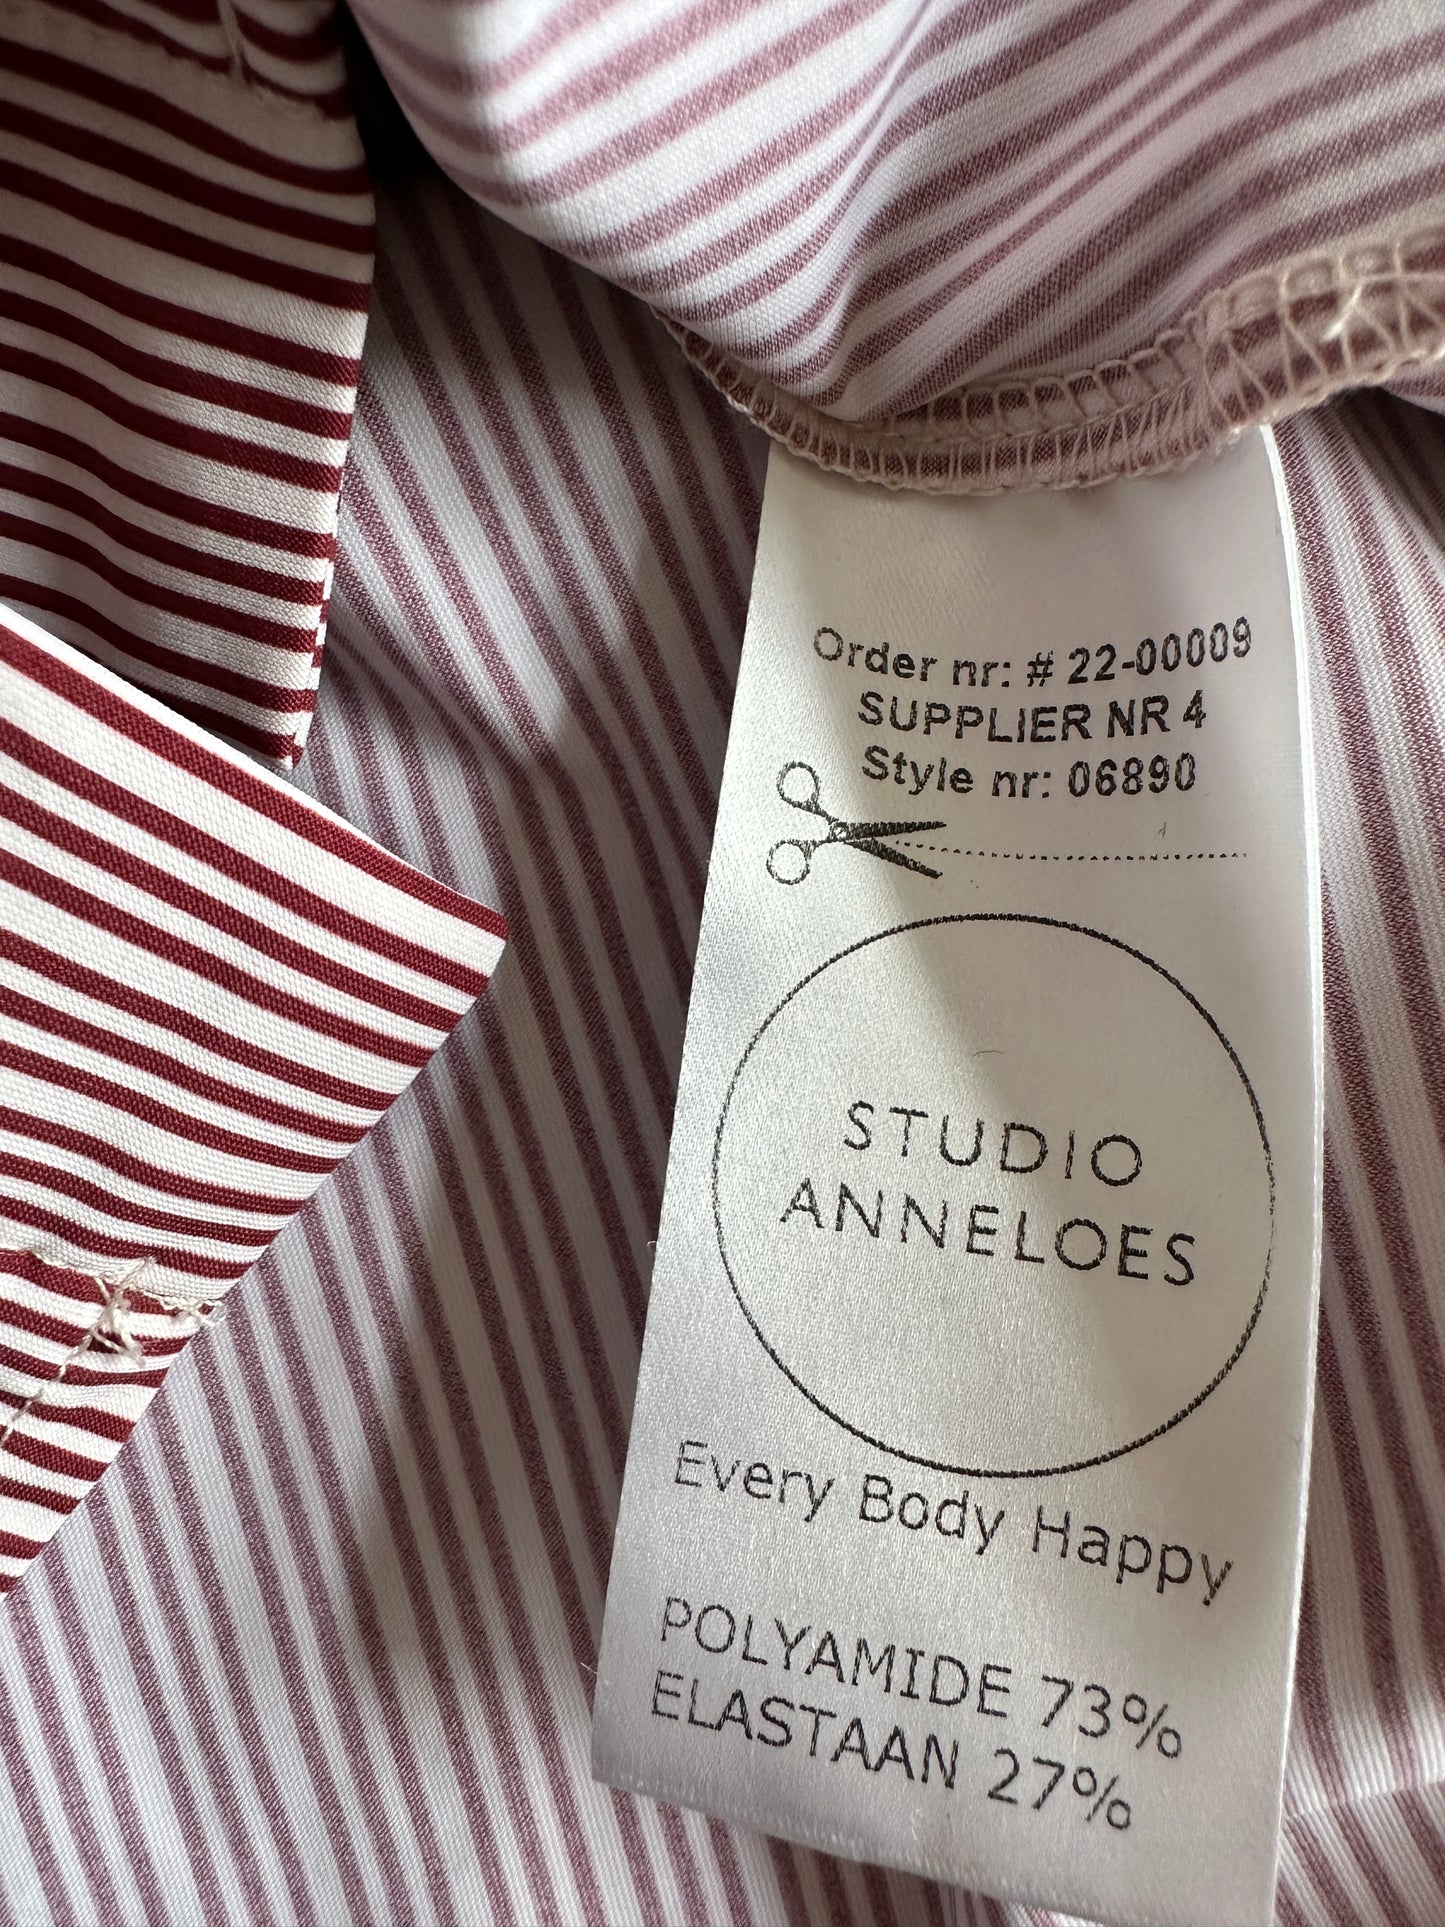 Order nr: # 22-00009
SUPPLIER NR 4
Style nr: 06890
STUDIO
ANNELOES
Every Body Happy
POLYAMIDE 73%
ELASTAAN 27%